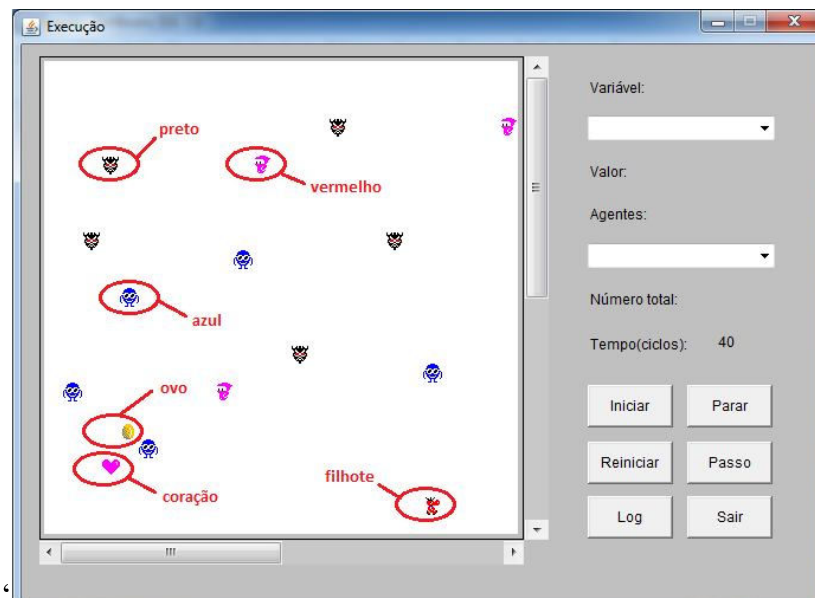 Execução
preto
vermelho
azul
ovo
coração
filhote
Variável:
Valor:
Agentes:
Número total:
Tempo(ciclos): 40
Iniciar Parar
Reiniciar Passo
Log Sair
‘